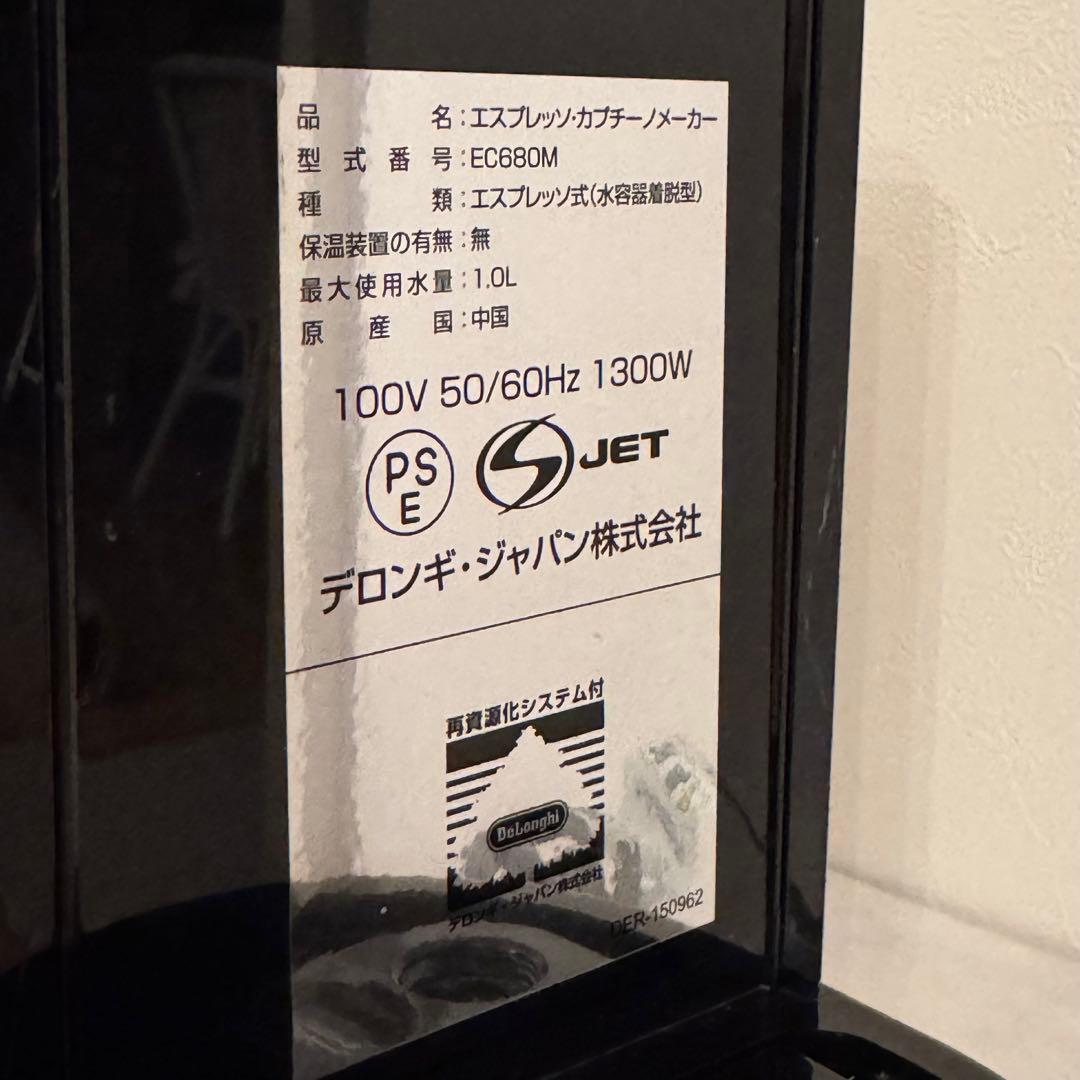 品名：エスプレッソ・カプチーノメーカー
型式番号：EC680M
種類：エスプレッソ式(水容器着脱型)
保温装置の有無：無
最大使用水量：1.0L
原産国：中国
100V 50/60Hz 1300W
PSE
JET
デロンギ・ジャパン株式会社
再資源化システム付
DeLonghi
デロンギ・ジャパン株式会社
DER-150962